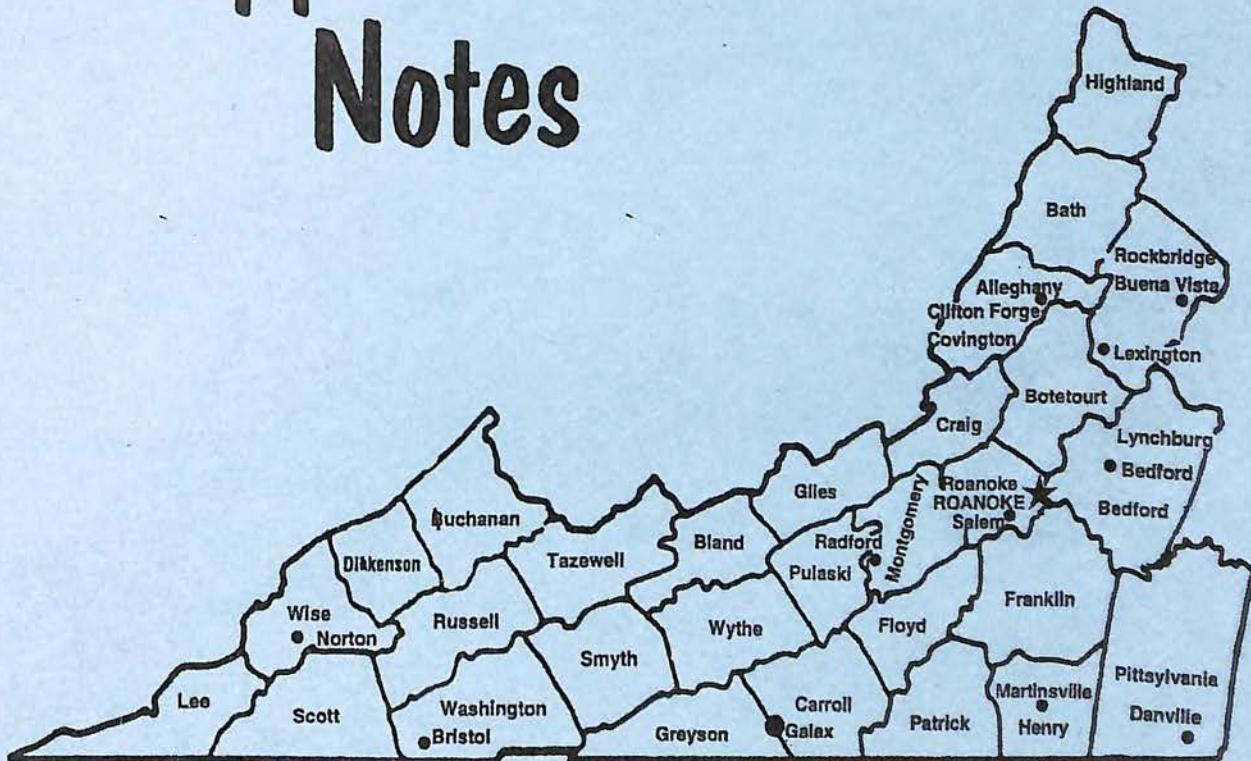 Notes
Highland
Bath
Rockbridge
Alleghany
Buena Vista
Clifton Forge
Covington
Lexington
Botetourt
Craig
Lynchburg
Bedford
Giles
Roanoke
ROANOKE
Bedford
Salem
Montgomery
Buchanan
Bland
Radford
Tazewell
Dikkenson
Pulaski
Franklin
Wise
Norton
Russell
Wythe
Floyd
Smyth
Pittsylvania
Lee
Scott
Washington
Bristol
Greyson
Carroll
Galax
Patrick
Martinsville
Henry
Danville